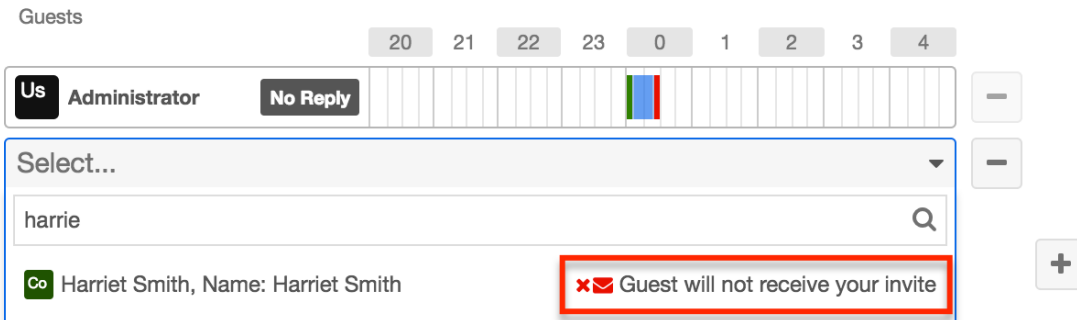 Guests
20 21 22 23 0 1 2 3 4
Us Administrator No Reply
Select...
harrie
Co Harriet Smith, Name: Harriet Smith Guest will not receive your invite